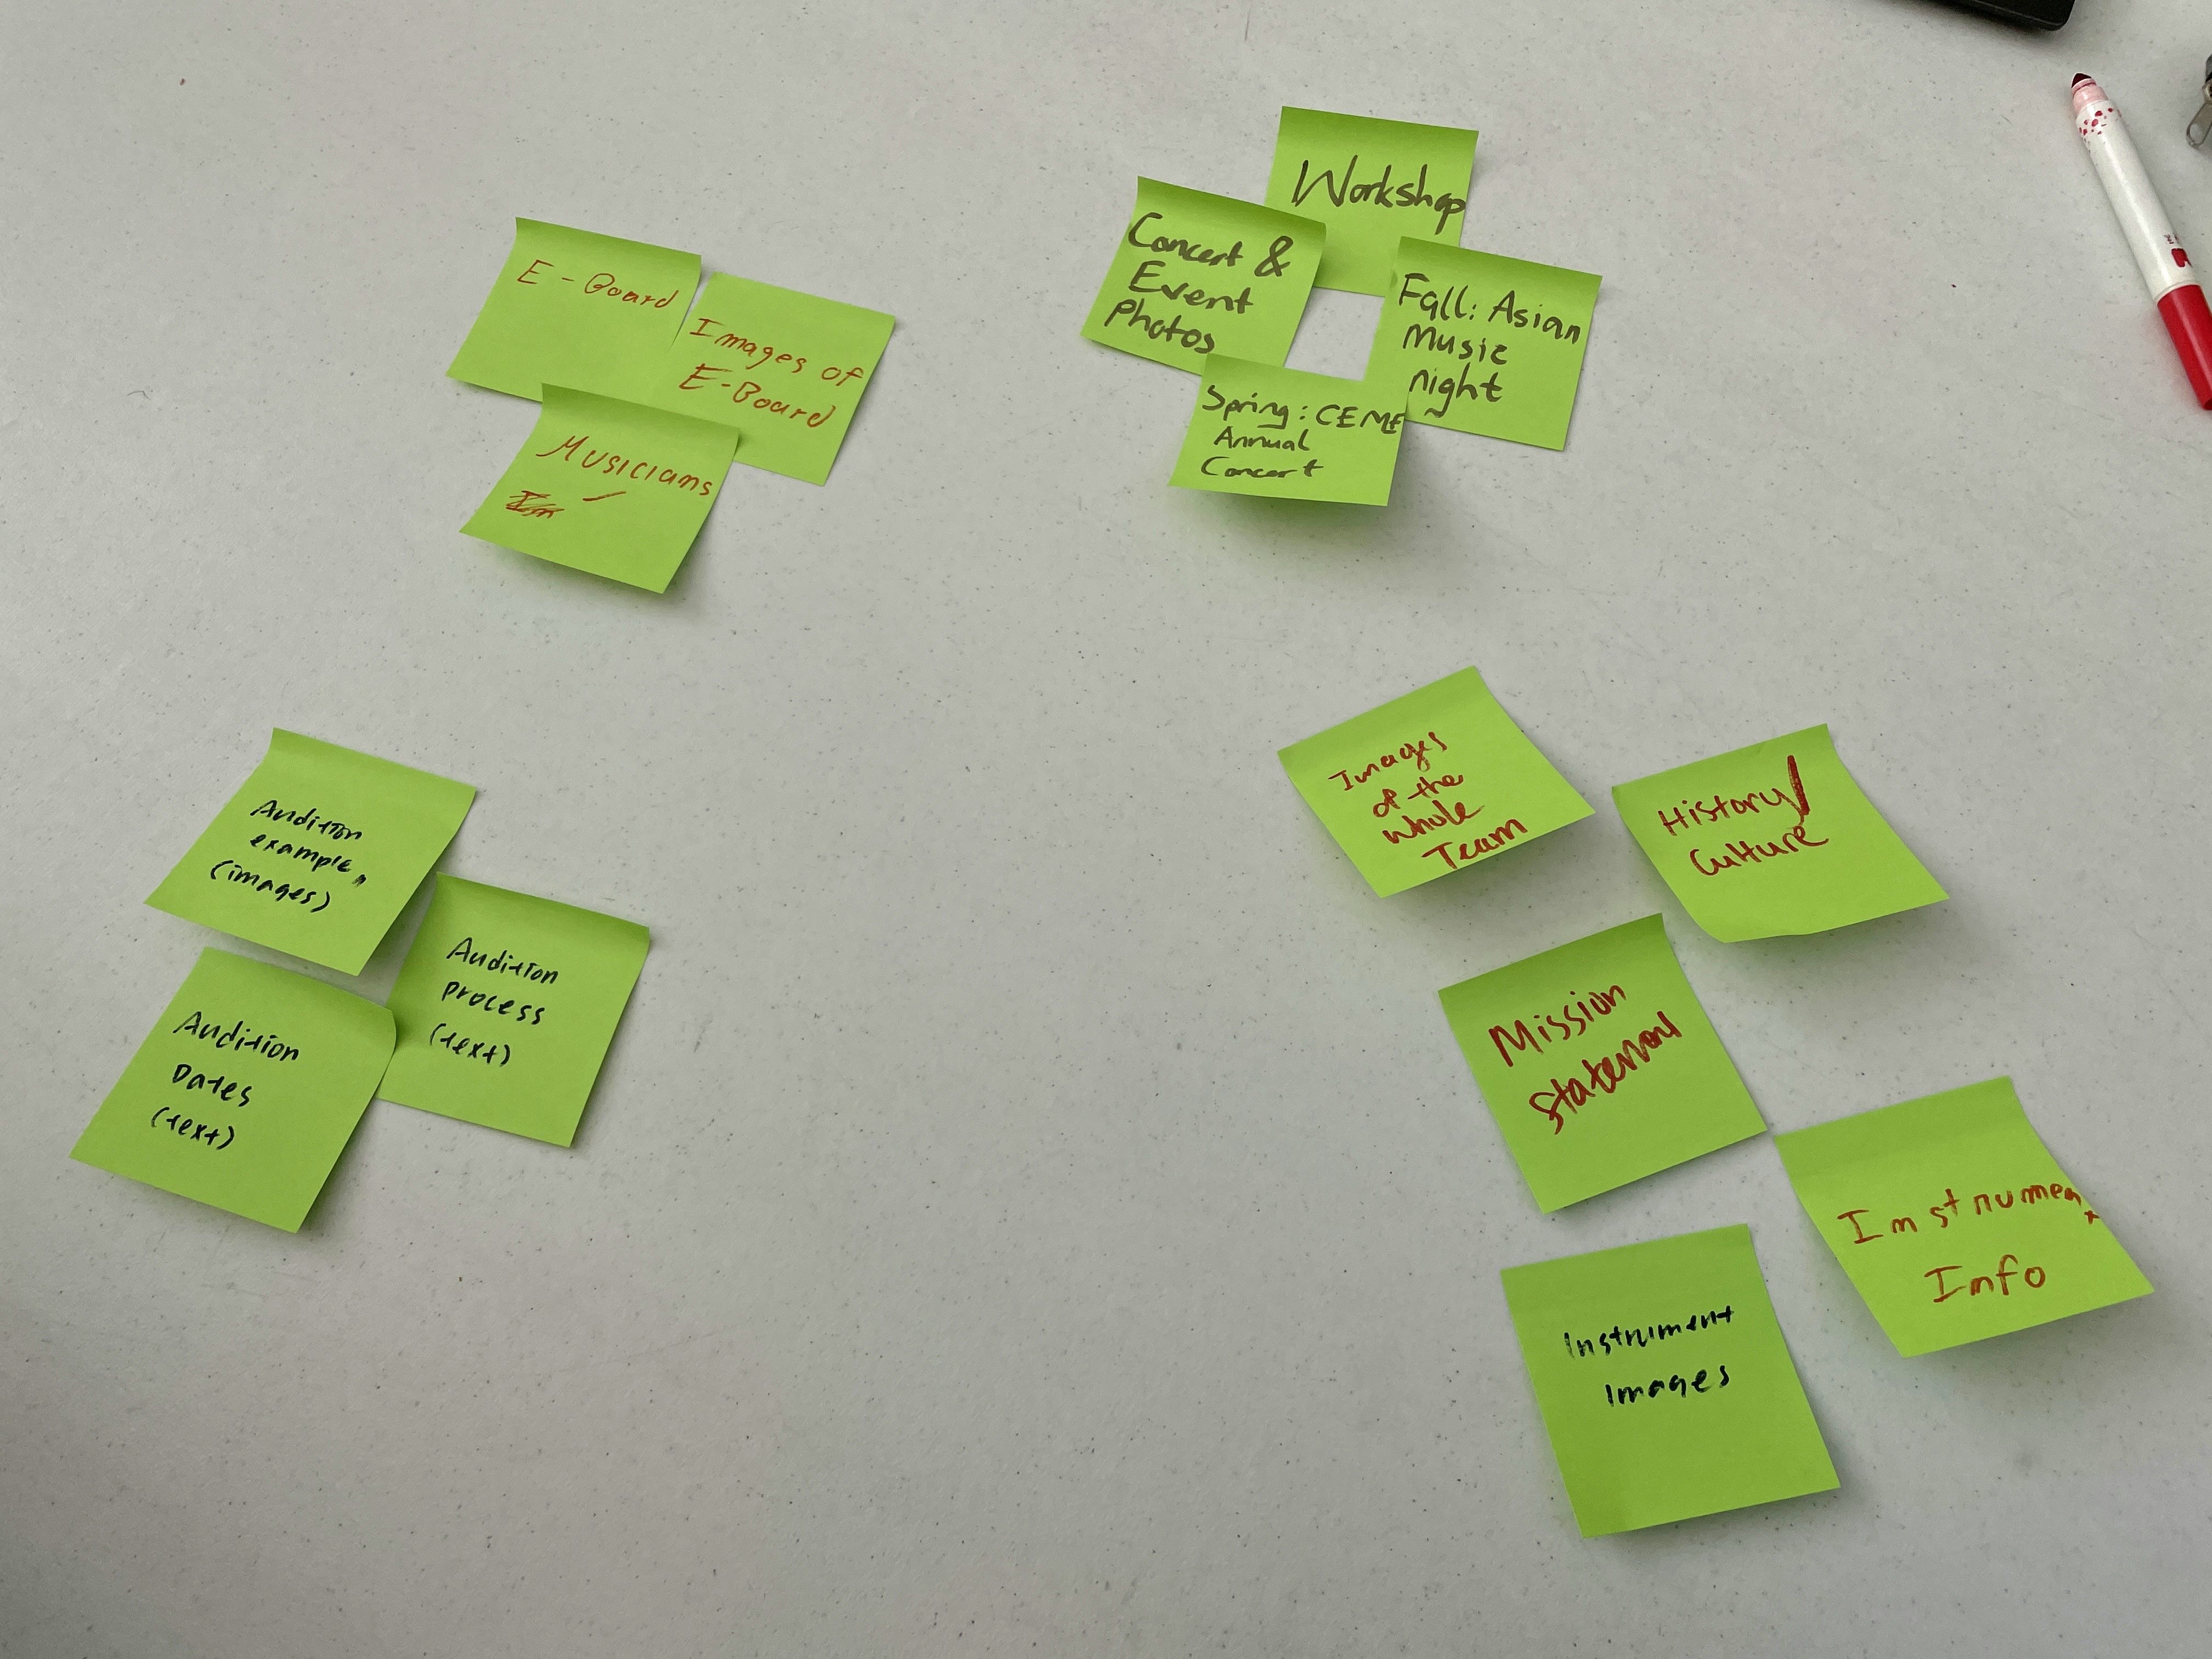 E-Board
Images of
E-Board
Musicians
Workshop
Concert &
Event
Photos
Fall: Asian
Music
night
Spring: CEME
Annual
Concert
Audition
example
(images)
Audition
process
(text)
Audition
Dates
(text)
Images
of the
whole
Team
History/
Culture
Mission
Statement
Instrument
Info
Instrument
Images